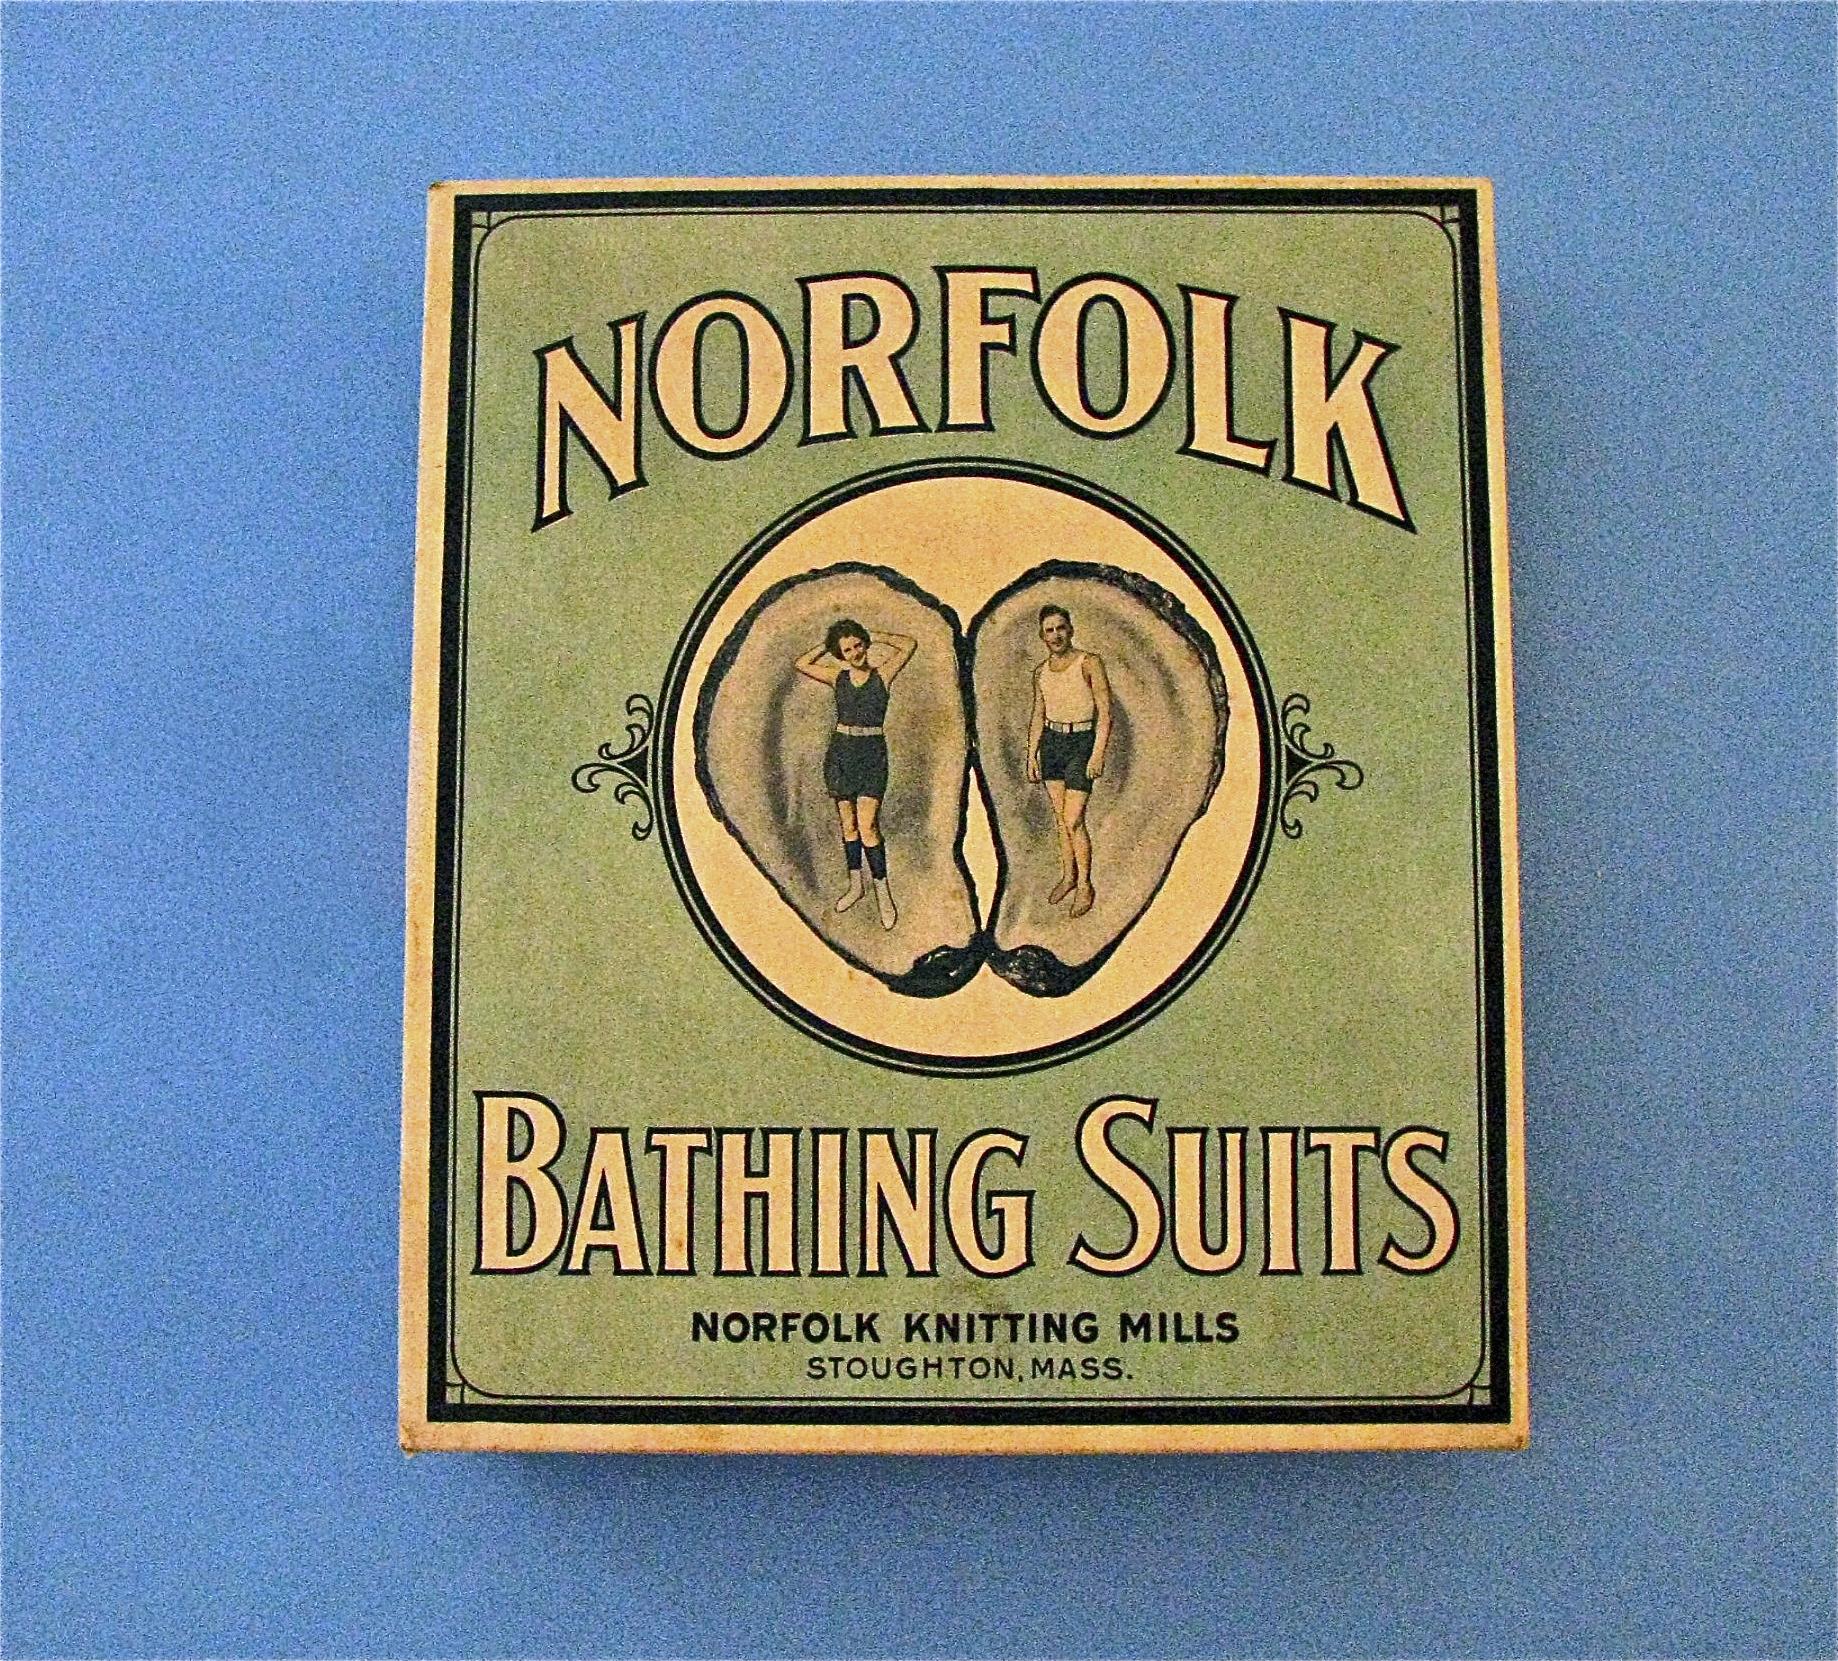 NORFOLK
BATHING SUITS
NORFOLK KNITTING MILLS
STOUGHTON, MASS.